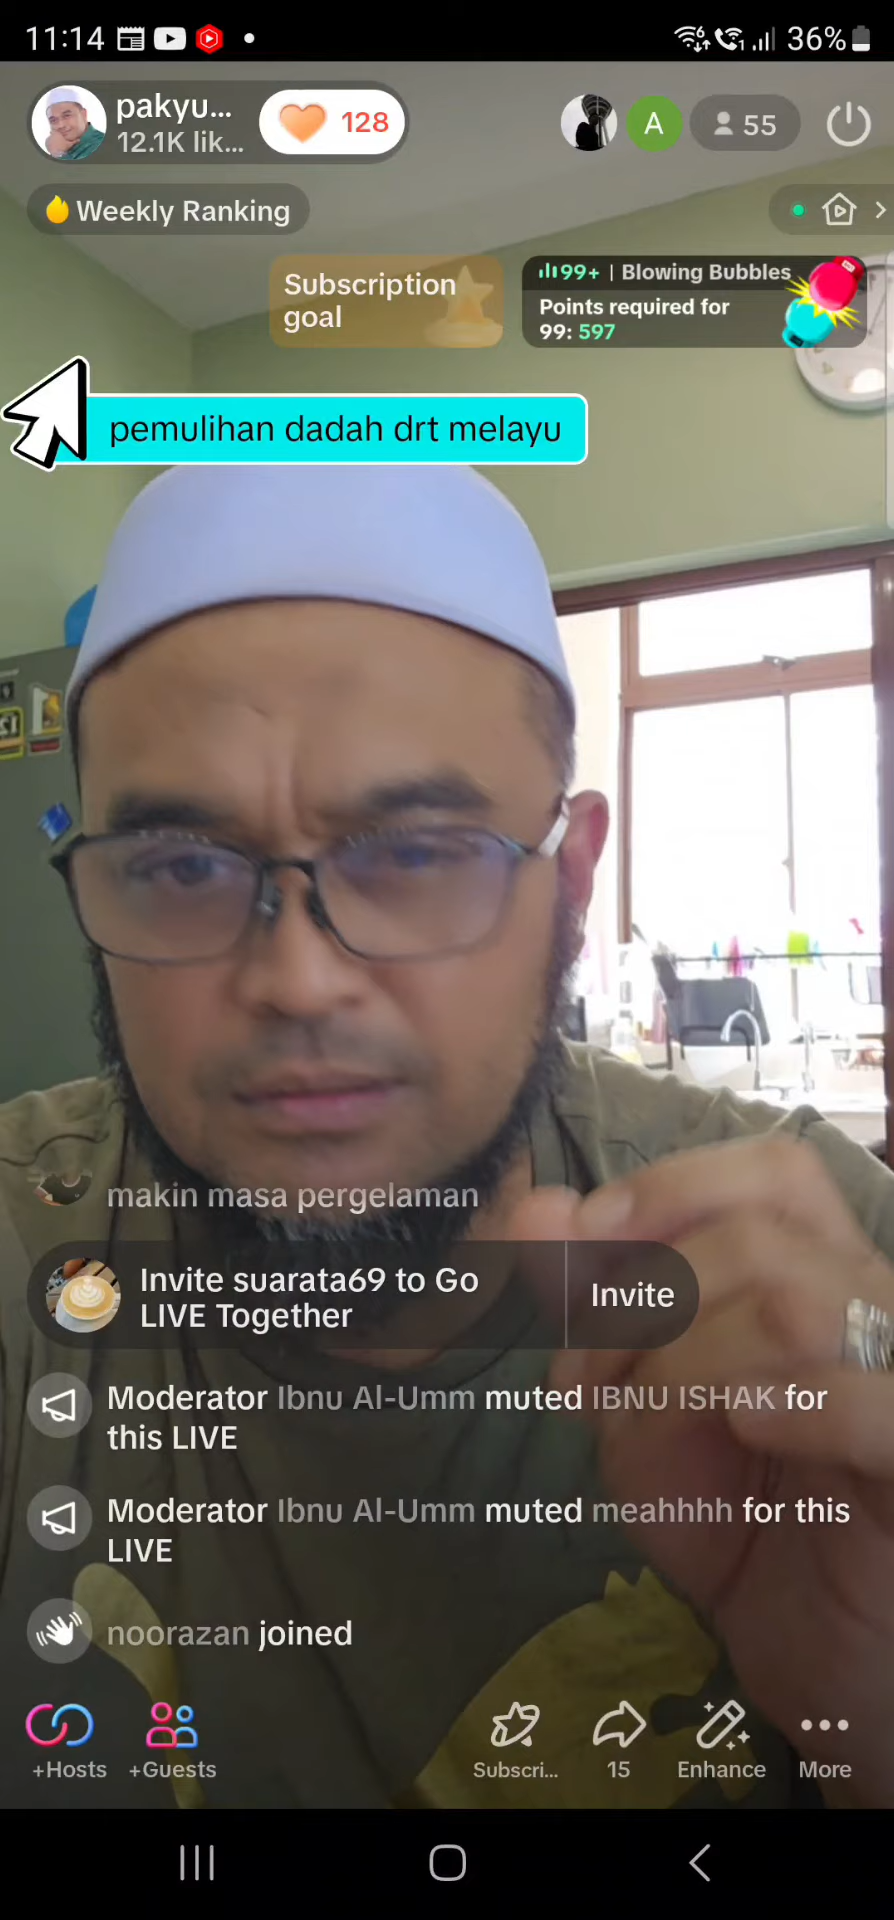 11:14
36%
pakyu...
12.1K lik...
128
A
55
Weekly Ranking
Subscription
goal
99+ | Blowing Bubbles
Points required for
99: 597
pemulihan dadah drt melayu
makin masa pergelaman
Invite suarata69 to Go
LIVE Together
Invite
Moderator Ibnu Al-Umm muted IBNU ISHAK for
this LIVE
Moderator Ibnu Al-Umm muted meahhhh for this
LIVE
noorazan joined
+Hosts
+Guests
Subscri...
15
Enhance
More